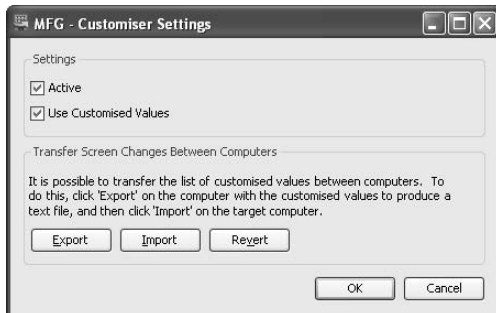 MFG - Customiser Settings
Settings
Active
Use Customised Values
Transfer Screen Changes Between Computers
It is possible to transfer the list of customised values between computers. To
do this, click 'Export' on the computer with the customised values to produce a
text file, and then click 'Import' on the target computer.
Export Import Revert
OK Cancel